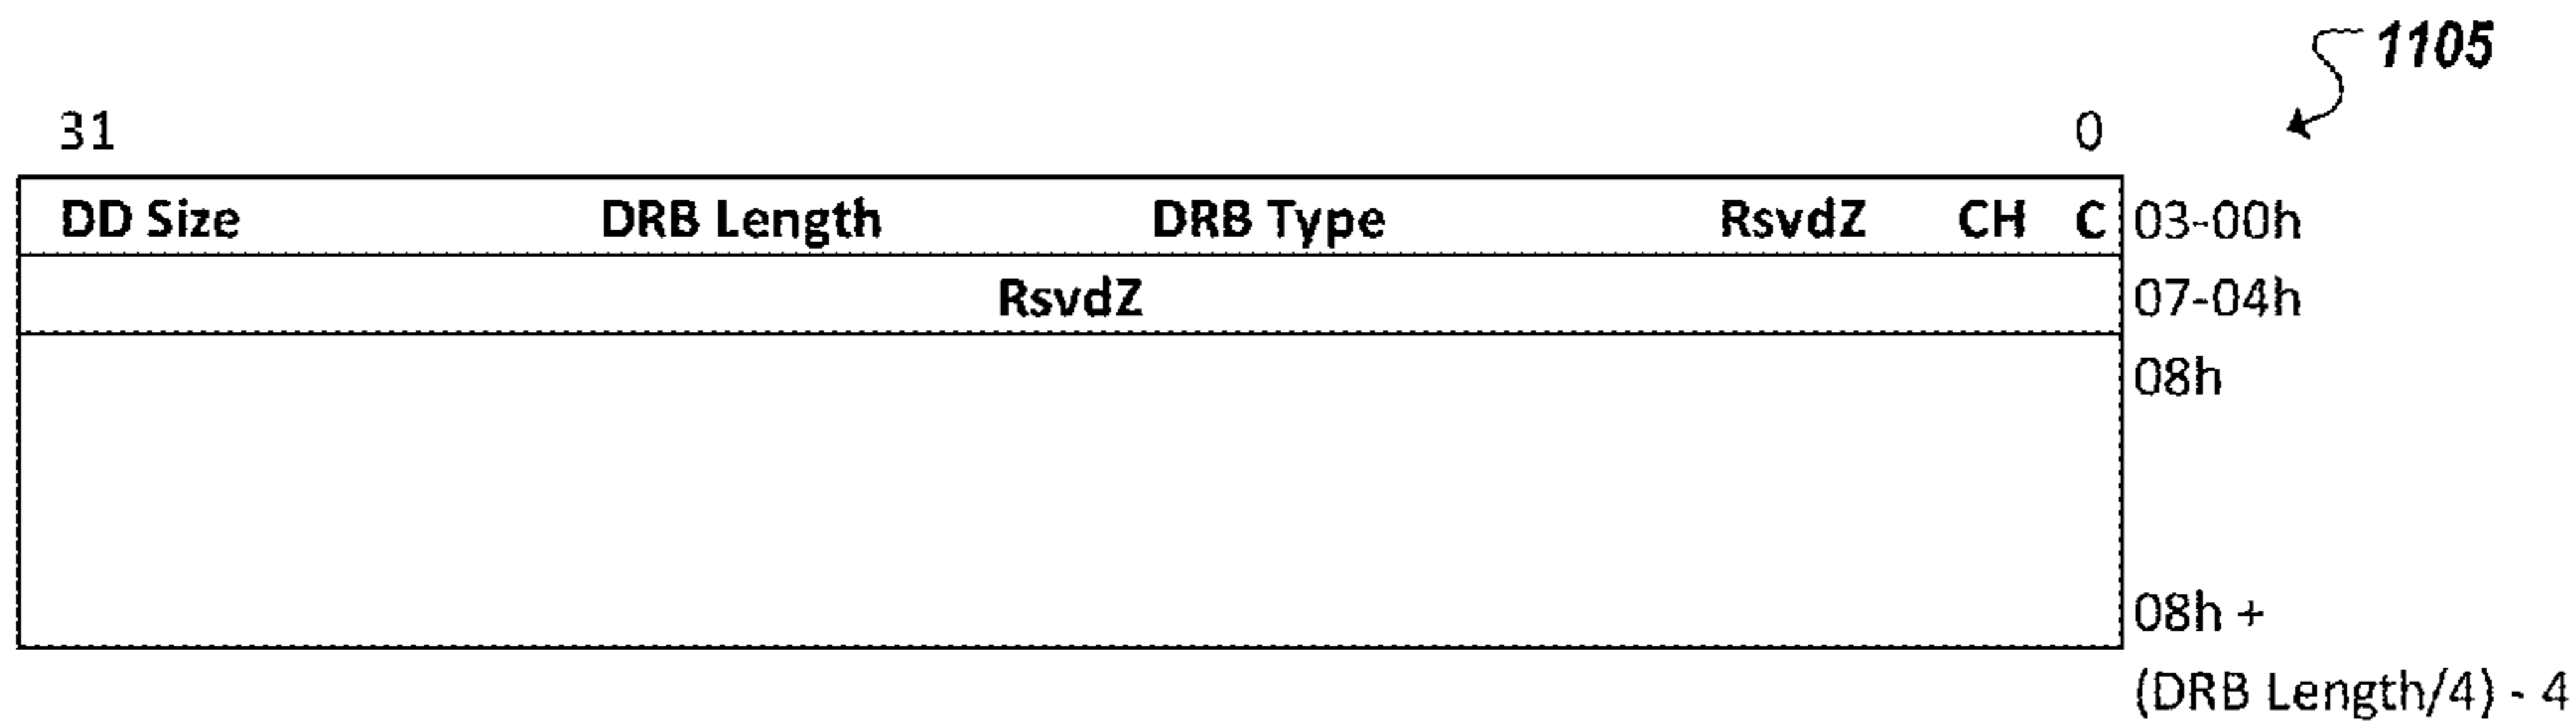 1105
31 0
DD Size DRB Length DRB Type RsvdZ CH C 03-00h
RsvdZ 07-04h
08h
08h +
(DRB Length/4) - 4